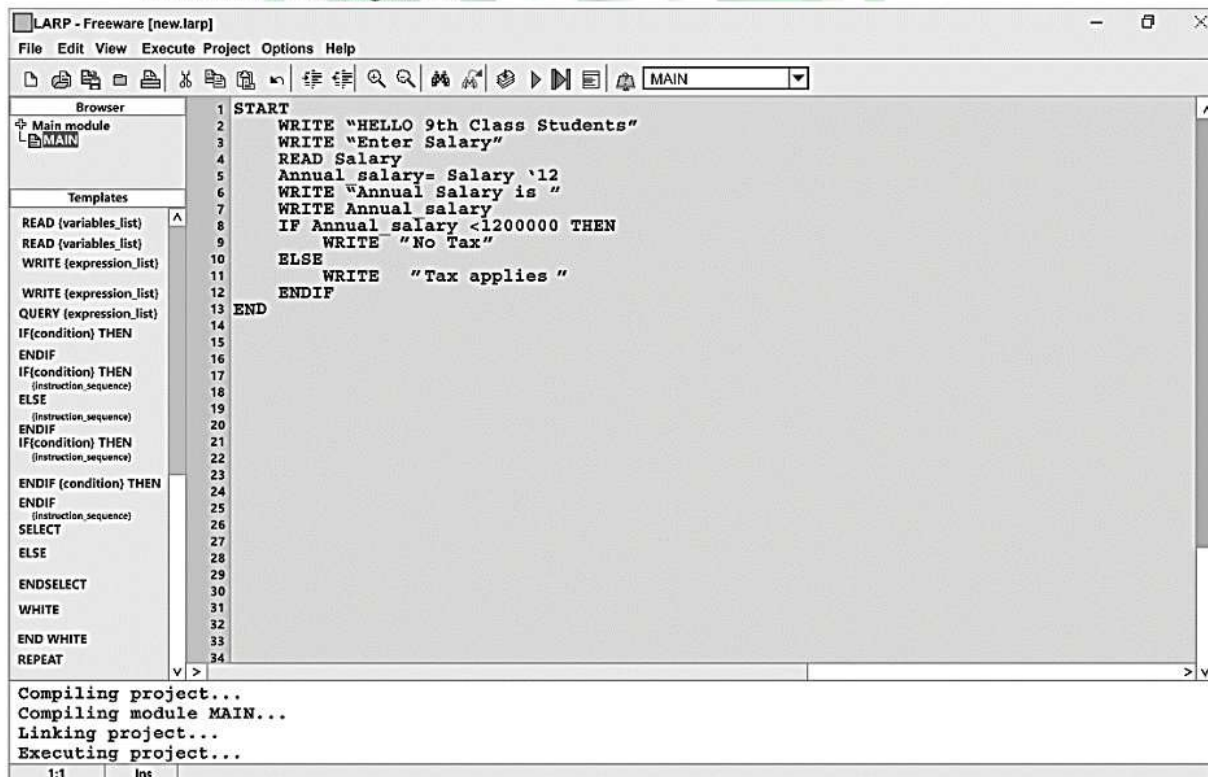 LARP - Freeware [new.larp]
File Edit View Execute Project Options Help
MAIN
Browser
Main module
MAIN
Templates
READ {variables_list}
READ {variables_list}
WRITE {expression_list}
WRITE {expression_list}
QUERY {expression_list}
IF{condition} THEN
ENDIF
IF{condition} THEN
{instruction_sequence}
ELSE
{instruction_sequence}
ENDIF
IF{condition} THEN
{instruction_sequence}
ENDIF {condition} THEN
ENDIF
{instruction_sequence}
SELECT
ELSE
ENDSELECT
WHITE
END WHITE
REPEAT
1 START
2 WRITE "HELLO 9th Class Students"
3 WRITE "Enter Salary"
4 READ Salary
5 Annual_salary= Salary `12
6 WRITE "Annual Salary is "
7 WRITE Annual_salary
8 IF Annual_salary <1200000 THEN
9 WRITE "No Tax"
10 ELSE
11 WRITE "Tax applies "
12 ENDIF
13 END
14
15
16
17
18
19
20
21
22
23
24
25
26
27
28
29
30
31
32
33
34
Compiling project...
Compiling module MAIN...
Linking project...
Executing project...
1:1 Ins